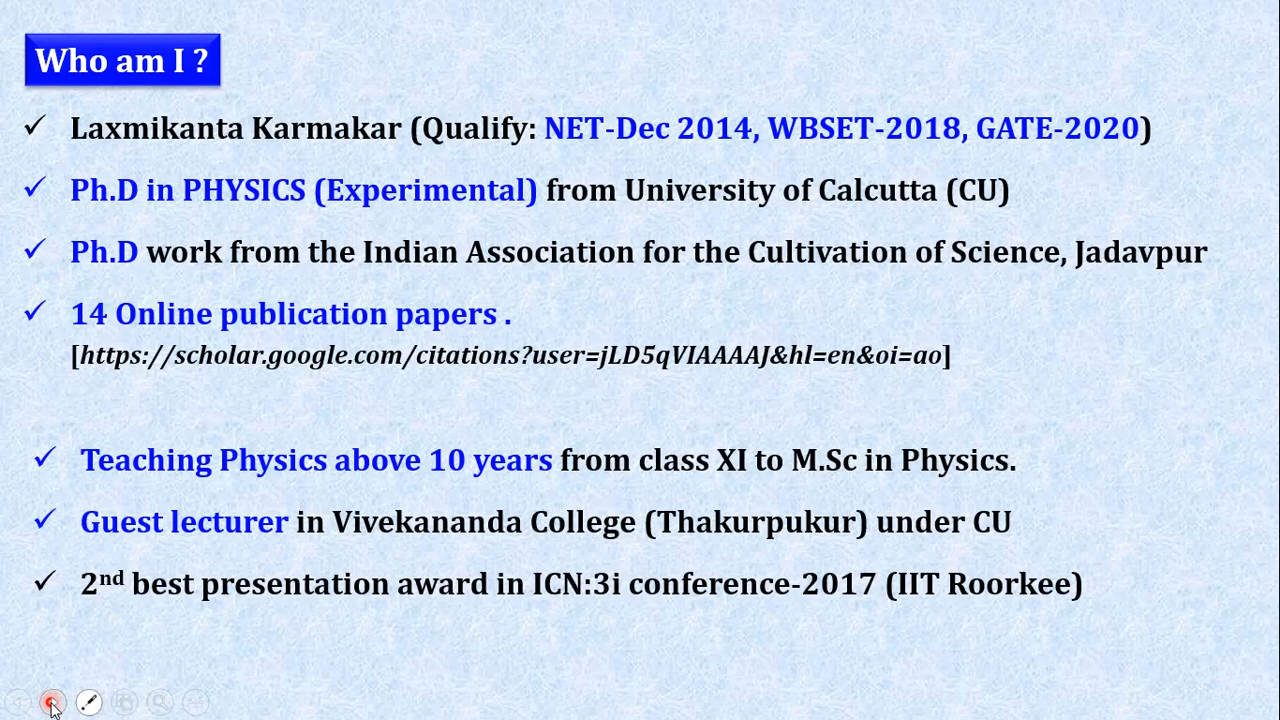 Who am I ?
✓ Laxmikanta Karmakar (Qualify: NET-Dec 2014, WBSET-2018, GATE-2020)
✓ Ph.D in PHYSICS (Experimental) from University of Calcutta (CU)
✓ Ph.D work from the Indian Association for the Cultivation of Science, Jadavpur
✓ 14 Online publication papers .
[https://scholar.google.com/citations?user=jLD5qVIAAAAJ&hl=en&oi=ao]
✓ Teaching Physics above 10 years from class XI to M.Sc in Physics.
✓ Guest lecturer in Vivekananda College (Thakurpukur) under CU
✓ 2nd best presentation award in ICN:3i conference-2017 (IIT Roorkee)